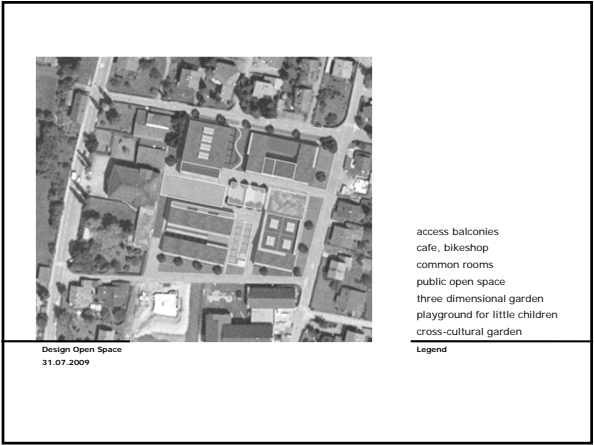 access balconies
cafe, bikeshop
common rooms
public open space
three dimensional garden
playground for little children
cross-cultural garden
Design Open Space
31.07.2009
Legend